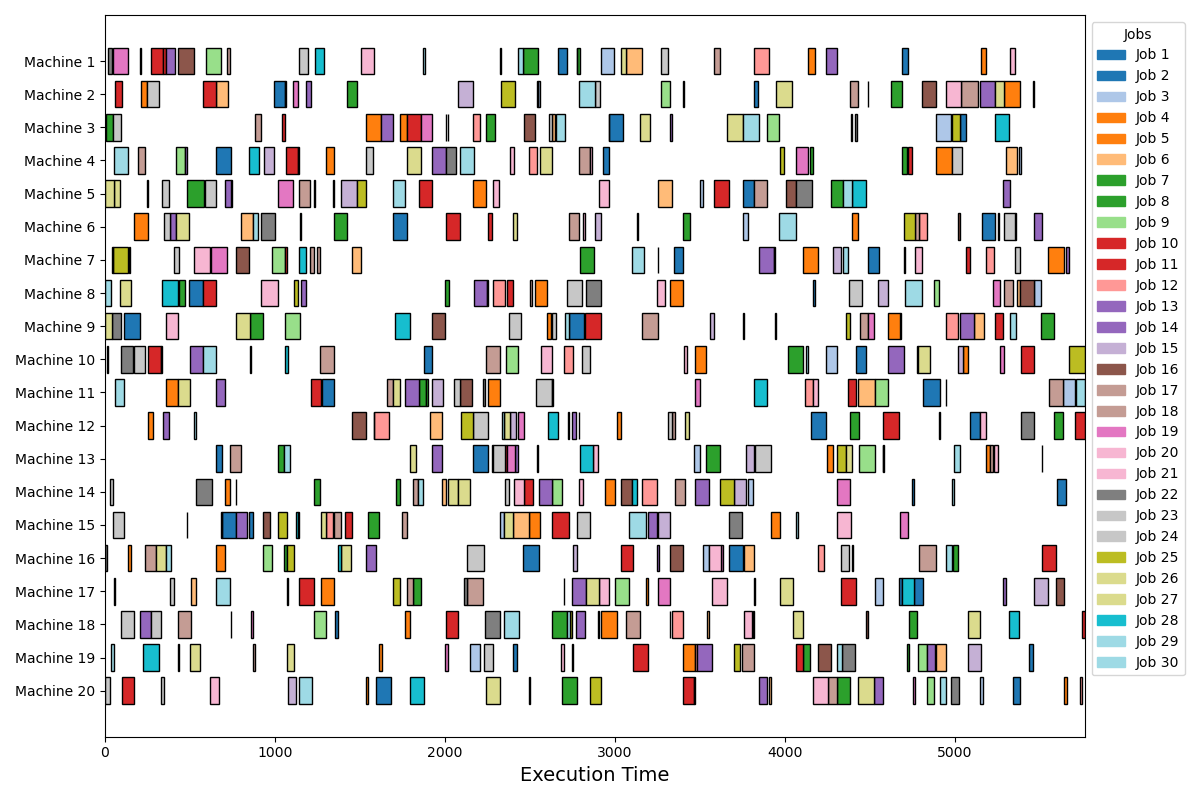 Machine 1
Machine 2
Machine 3
Machine 4
Machine 5
Machine 6
Machine 7
Machine 8
Machine 9
Machine 10
Machine 11
Machine 12
Machine 13
Machine 14
Machine 15
Machine 16
Machine 17
Machine 18
Machine 19
Machine 20
0 1000 2000 3000 4000 5000
Execution Time
Jobs
Job 1
Job 2
Job 3
Job 4
Job 5
Job 6
Job 7
Job 8
Job 9
Job 10
Job 11
Job 12
Job 13
Job 14
Job 15
Job 16
Job 17
Job 18
Job 19
Job 20
Job 21
Job 22
Job 23
Job 24
Job 25
Job 26
Job 27
Job 28
Job 29
Job 30